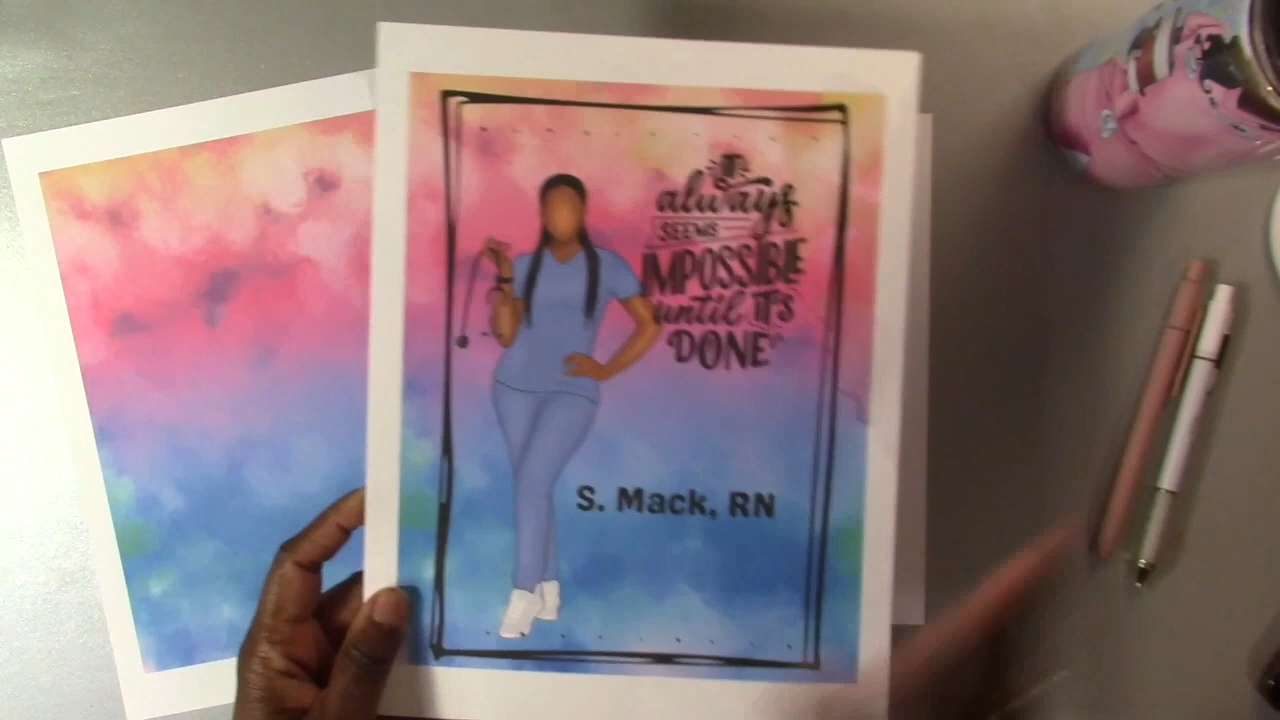 IT
always
SEEMS
IMPOSSIBLE
until IT'S
DONE
S. Mack, RN